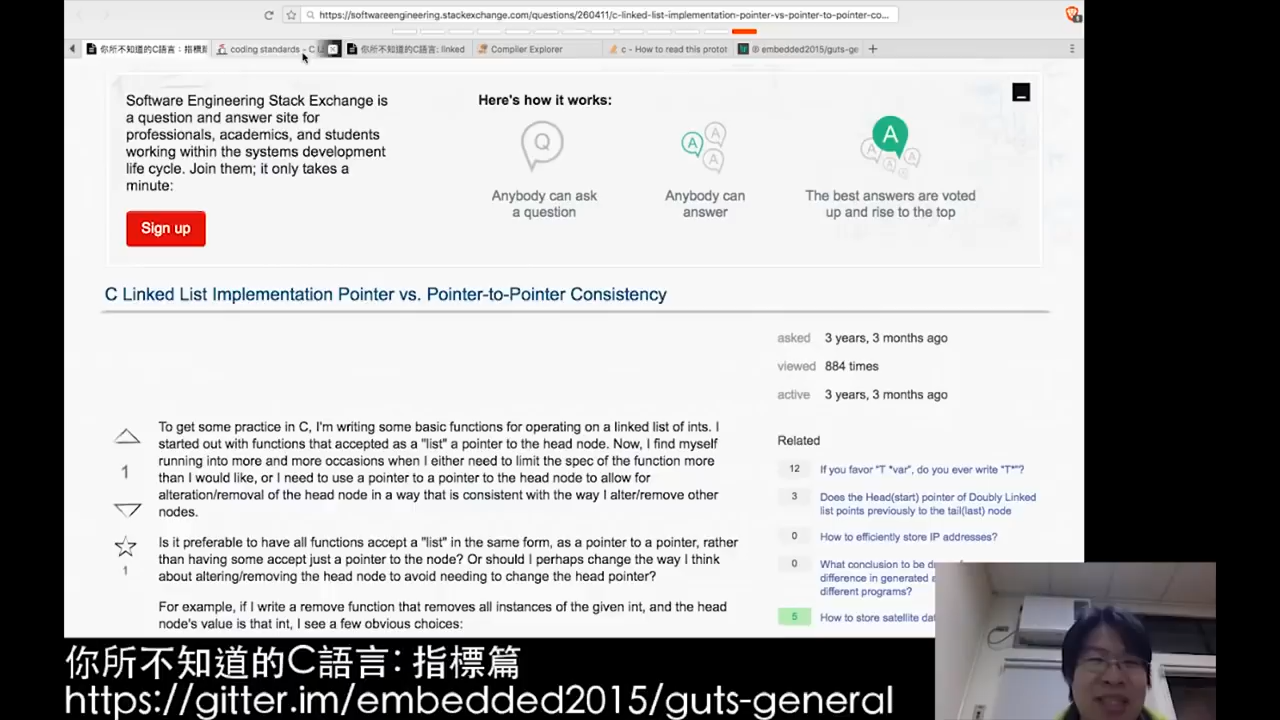 https://softwareengineering.stackexchange.com/questions/260411/c-linked-list-implementation-pointer-vs-pointer-to-pointer-co...
你所不知道的C語言：指標
coding standards - C L
你所不知道的C語言: linked
Compiler Explorer
c - How to read this protot
embedded2015/guts-ge
Software Engineering Stack Exchange is
a question and answer site for
professionals, academics, and students
working within the systems development
life cycle. Join them; it only takes a
minute:
Sign up
Here's how it works:
Q
Anybody can ask
a question
A
A
A
Anybody can
answer
A
A
A
A
A
The best answers are voted
up and rise to the top
C Linked List Implementation Pointer vs. Pointer-to-Pointer Consistency
asked 3 years, 3 months ago
viewed 884 times
active 3 years, 3 months ago
1
1
To get some practice in C, I'm writing some basic functions for operating on a linked list of ints. I
started out with functions that accepted as a "list" a pointer to the head node. Now, I find myself
running into more and more occasions when I either need to limit the spec of the function more
than I would like, or I need to use a pointer to a pointer to the head node to allow for
alteration/removal of the head node in a way that is consistent with the way I alter/remove other
nodes.
Is it preferable to have all functions accept a "list" in the same form, as a pointer to a pointer, rather
than having some accept just a pointer to the node? Or should I perhaps change the way I think
about altering/removing the head node to avoid needing to change the head pointer?
For example, if I write a remove function that removes all instances of the given int, and the head
node's value is that int, I see a few obvious choices:
Related
12 If you favor "T *var", do you ever write "T*"?
3 Does the Head(start) pointer of Doubly Linked
list points previously to the tail(last) node
0 How to efficiently store IP addresses?
0 What conclusion to be
difference in generated
different programs?
5 How to store satellite
你所不知道的C語言: 指標篇
https://gitter.im/embedded2015/guts-general